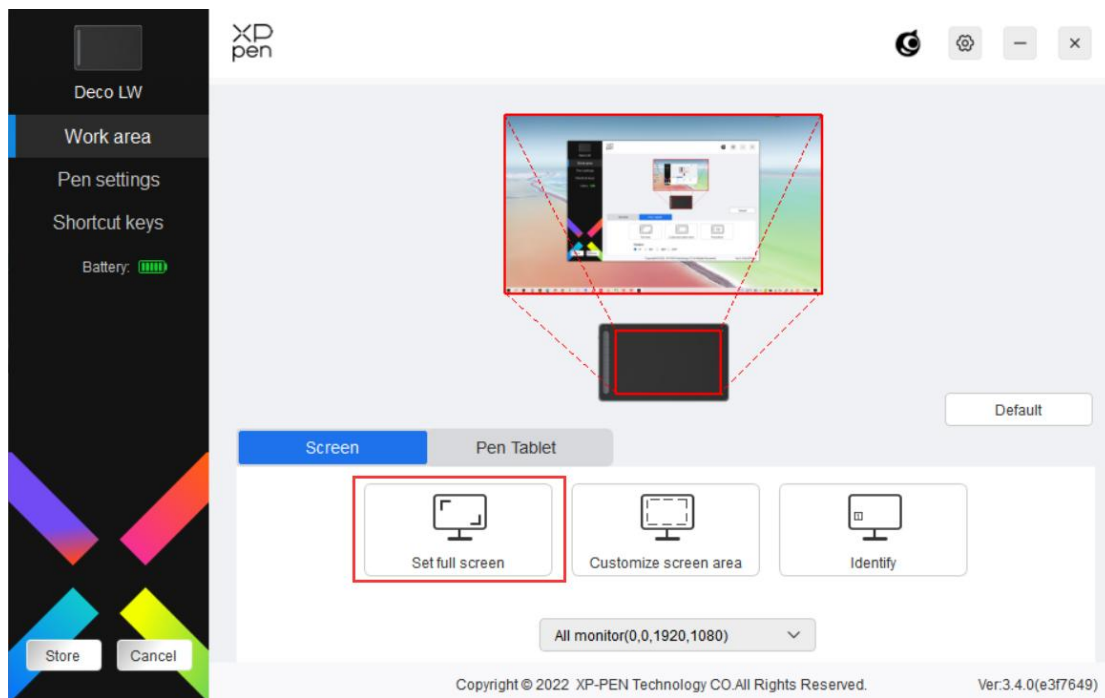 XP
pen
Deco LW
Work area
Pen settings
Shortcut keys
Battery:
Default
Screen
Pen Tablet
Set full screen
Customize screen area
Identify
All monitor(0,0,1920,1080)
Store
Cancel
Copyright © 2022 XP-PEN Technology CO.All Rights Reserved.
Ver:3.4.0(e3f7649)